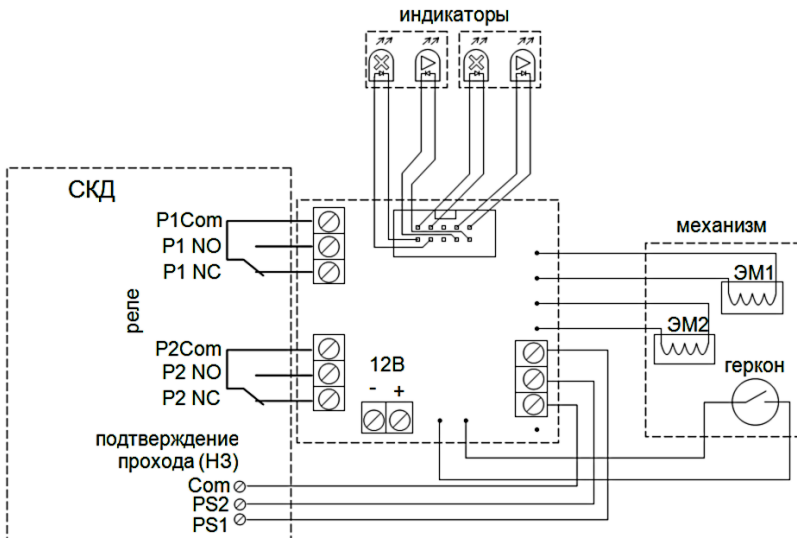 индикаторы
СКД
механизм
P1Com
P1 NO
P1 NC
ЭМ1
реле
ЭМ2
P2Com
P2 NO
P2 NC
12В
- +
геркон
подтверждение
прохода (НЗ)
Com
PS2
PS1